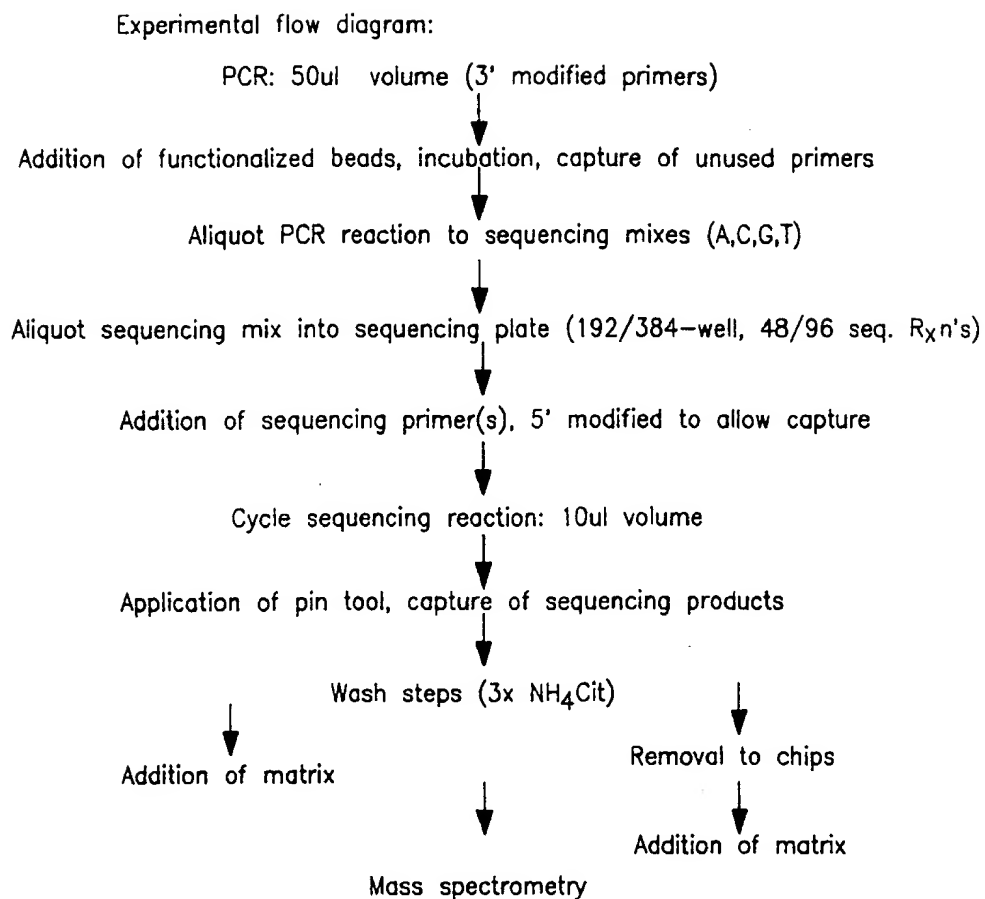 Experimental flow diagram:
PCR: 50ul volume (3' modified primers)
Addition of functionalized beads, incubation, capture of unused primers
Aliquot PCR reaction to sequencing mixes (A,C,G,T)
Aliquot sequencing mix into sequencing plate (192/384-well, 48/96 seq. RXn's)
Addition of sequencing primer(s), 5' modified to allow capture
Cycle sequencing reaction: 10ul volume
Application of pin tool, capture of sequencing products
Wash steps (3x NH4Cit)
Addition of matrix
Removal to chips
Addition of matrix
Mass spectrometry